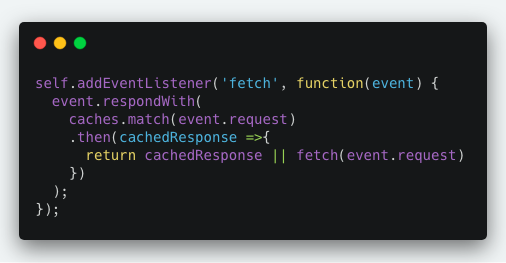 self.addEventListener('fetch', function(event) {
  event.respondWith(
    caches.match(event.request)
    .then(cachedResponse =>{
      return cachedResponse || fetch(event.request)
    })
  );
});